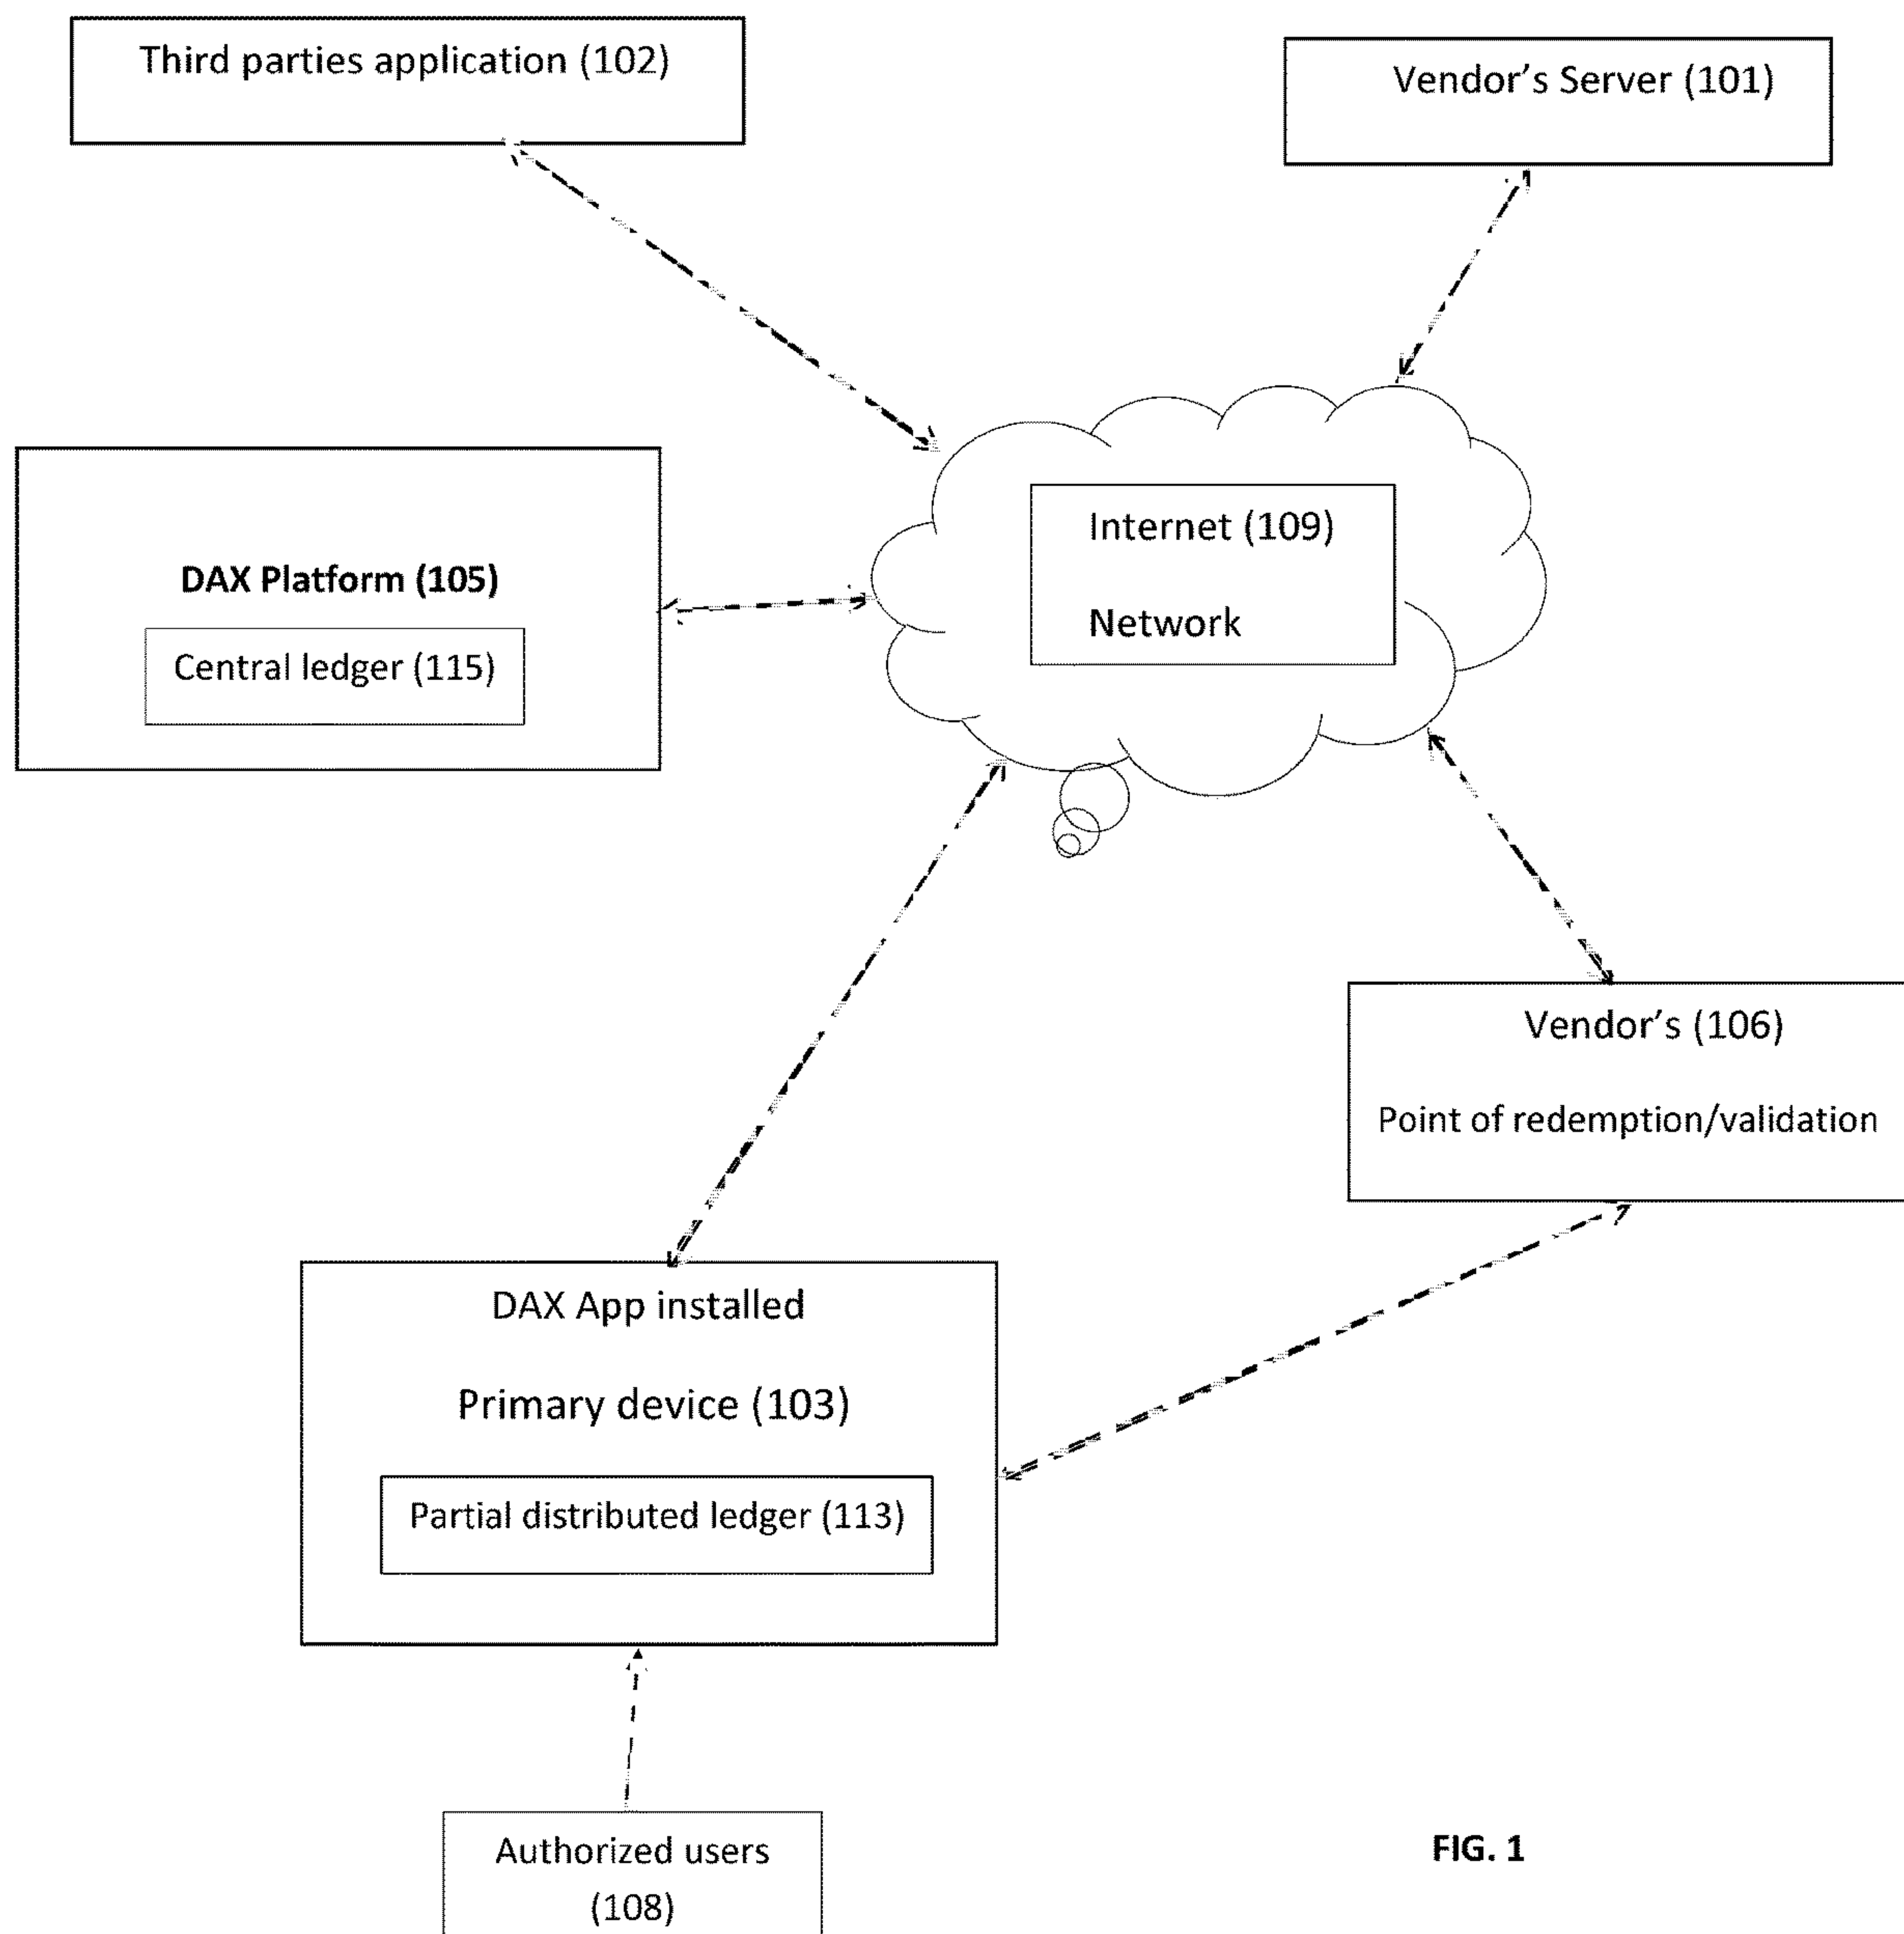 Third parties application (102)
Vendor's Server (101)
Internet (109)
Network
DAX Platform (105)
Central ledger (115)
Vendor's (106)
Point of redemption/validation
DAX App installed
Primary device (103)
Partial distributed ledger (113)
Authorized users
(108)
FIG. 1